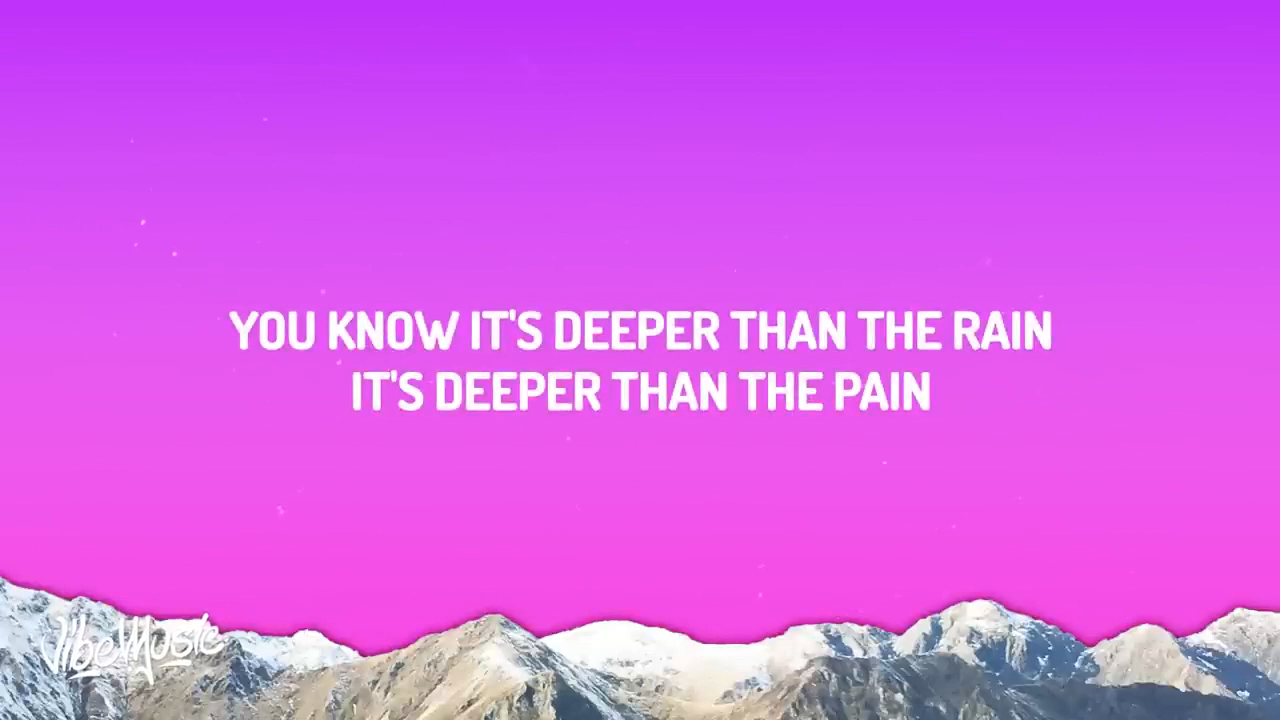 YOU KNOW IT'S DEEPER THAN THE RAIN
IT'S DEEPER THAN THE PAIN
VibeMusic